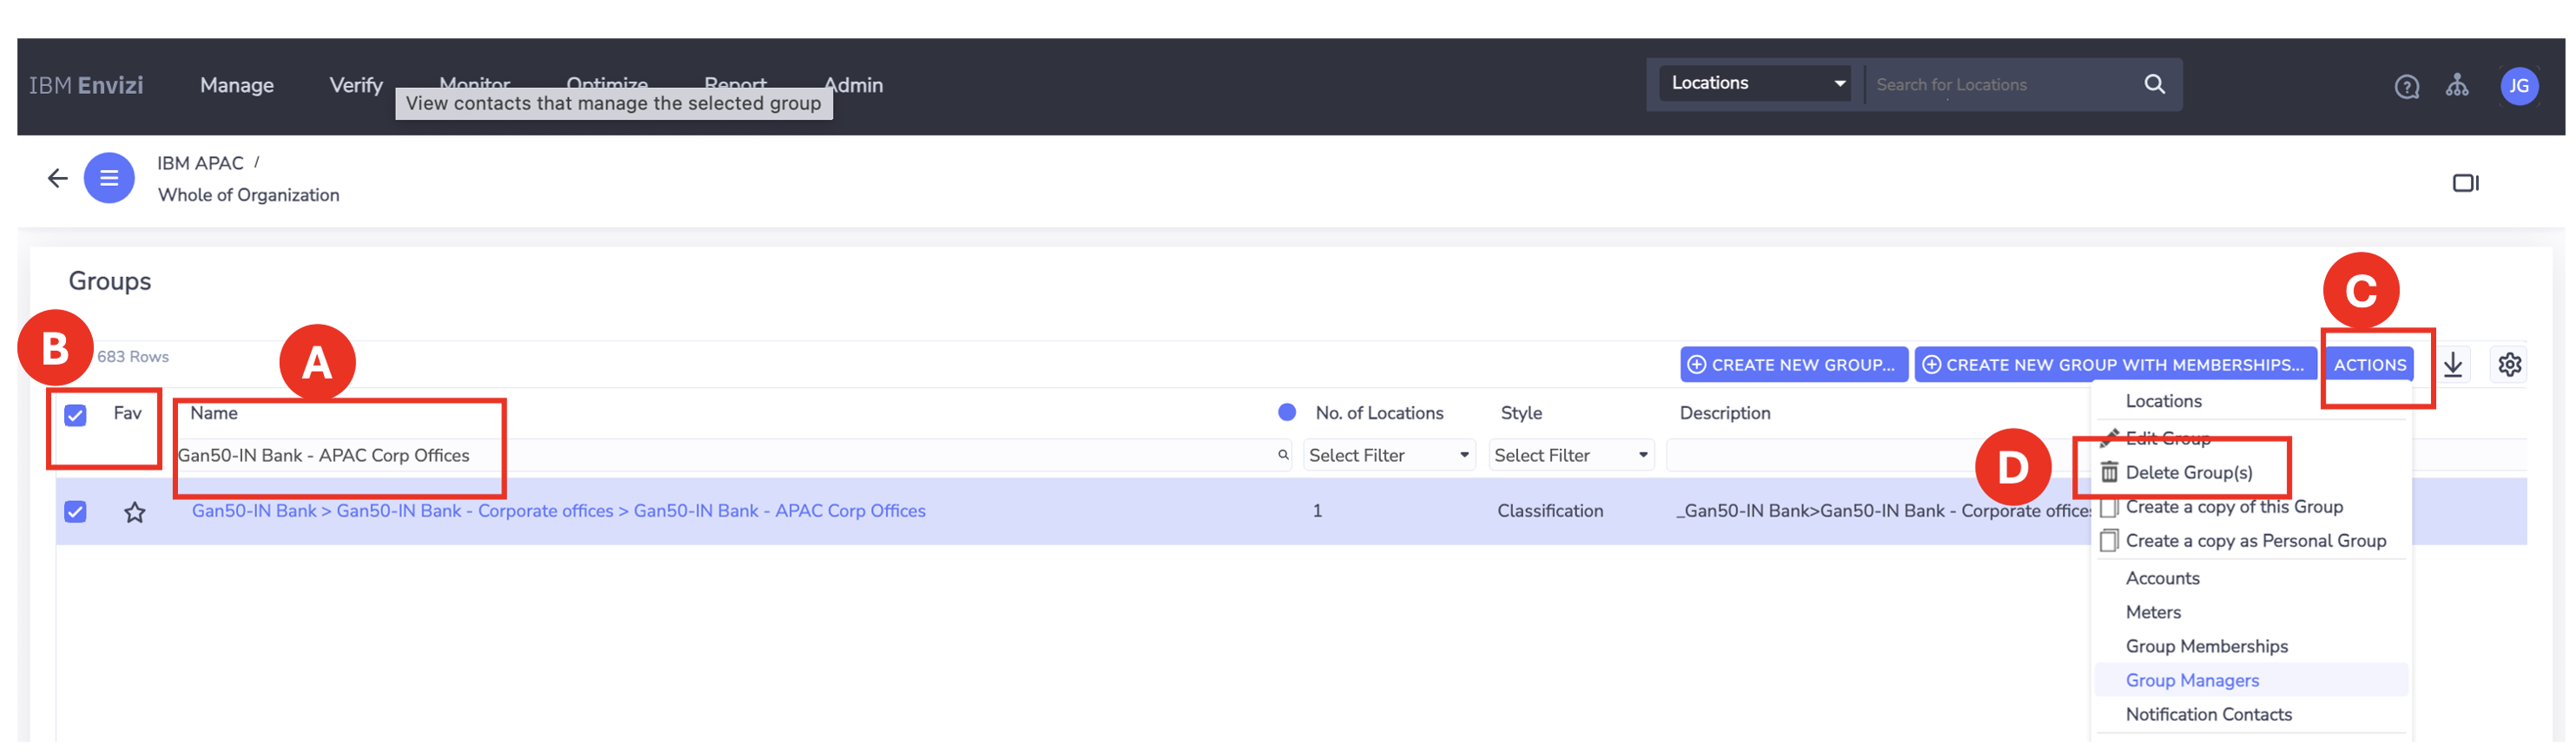 IBM Envizi Manage Verify Monitor Optimize Report Admin Locations Search for Locations JG
View contacts that manage the selected group
IBM APAC /
Whole of Organization
Groups
C
B 683 Rows A
CREATE NEW GROUP... CREATE NEW GROUP WITH MEMBERSHIPS... ACTIONS
Fav Name No. of Locations Style Description
Gan50-IN Bank - APAC Corp Offices Select Filter Select Filter
Gan50-IN Bank > Gan50-IN Bank - Corporate offices > Gan50-IN Bank - APAC Corp Offices 1 Classification _Gan50-IN Bank>Gan50-IN Bank - Corporate offices
Locations
Edit Group
D Delete Group(s)
Create a copy of this Group
Create a copy as Personal Group
Accounts
Meters
Group Memberships
Group Managers
Notification Contacts